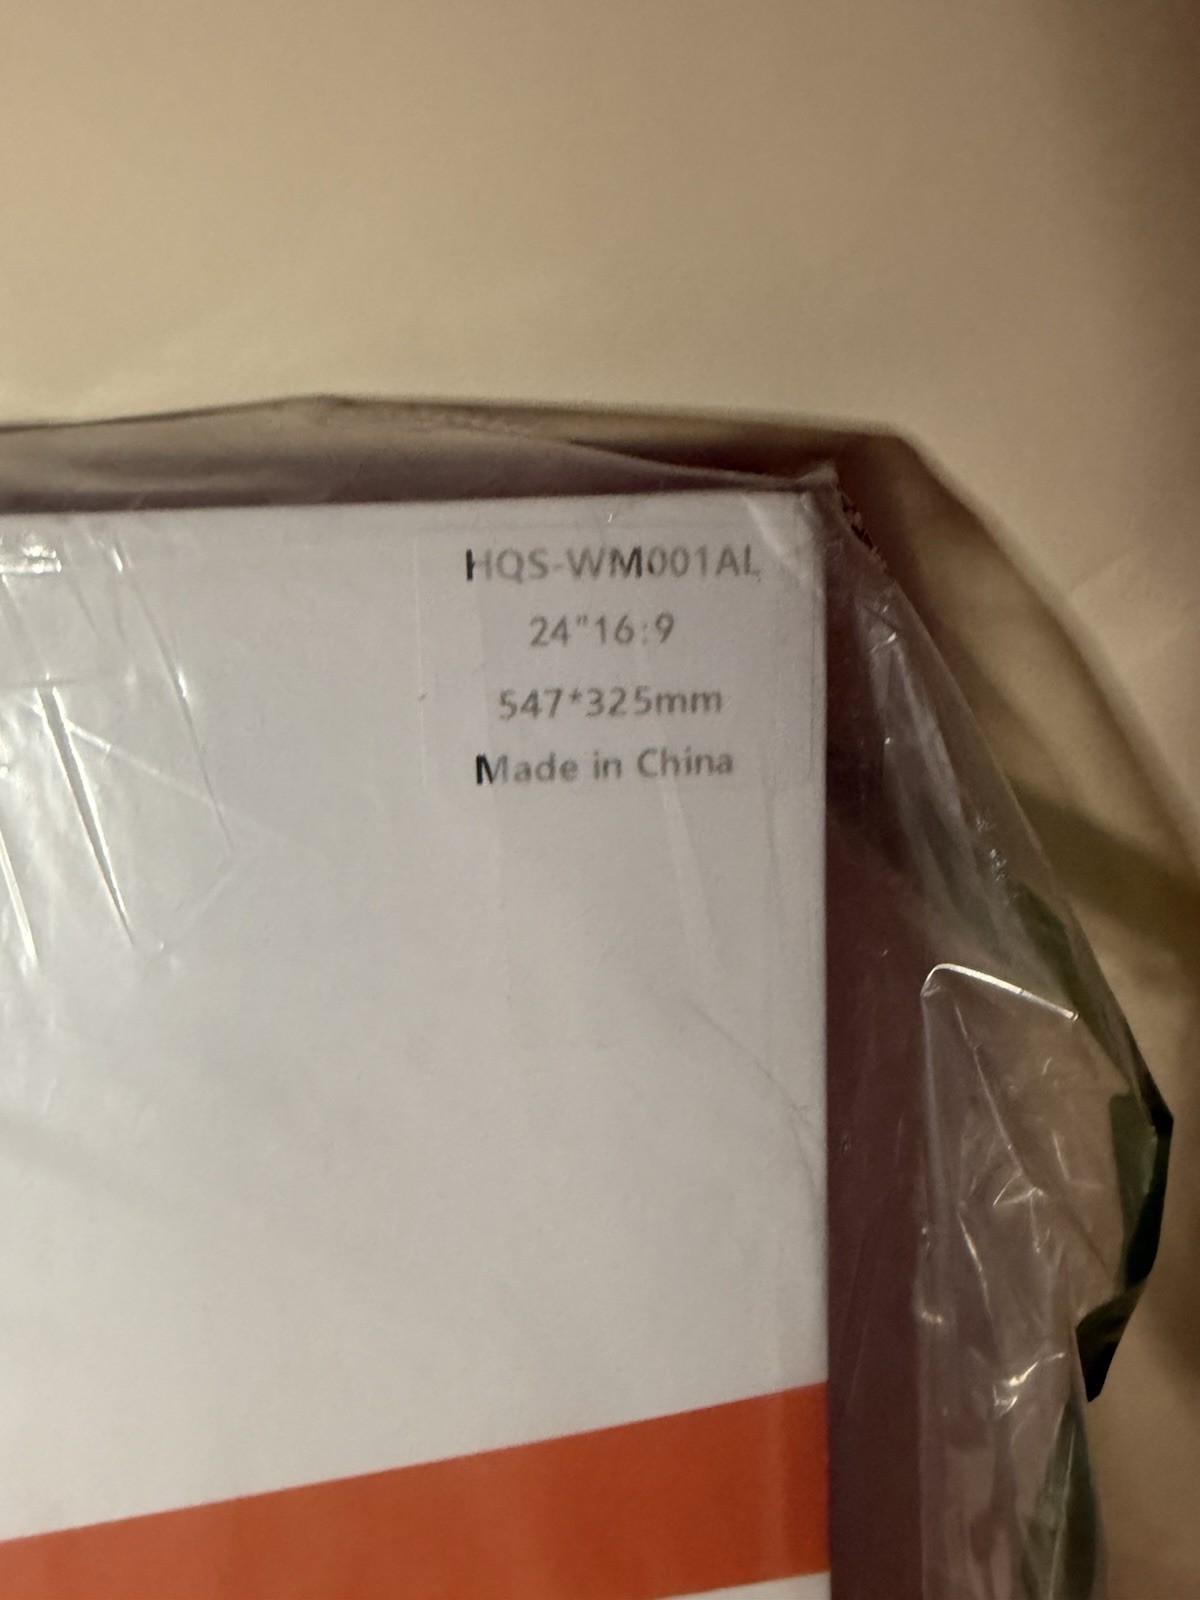 HQS-WM001AL
24"16:9
547*325mm
Made in China